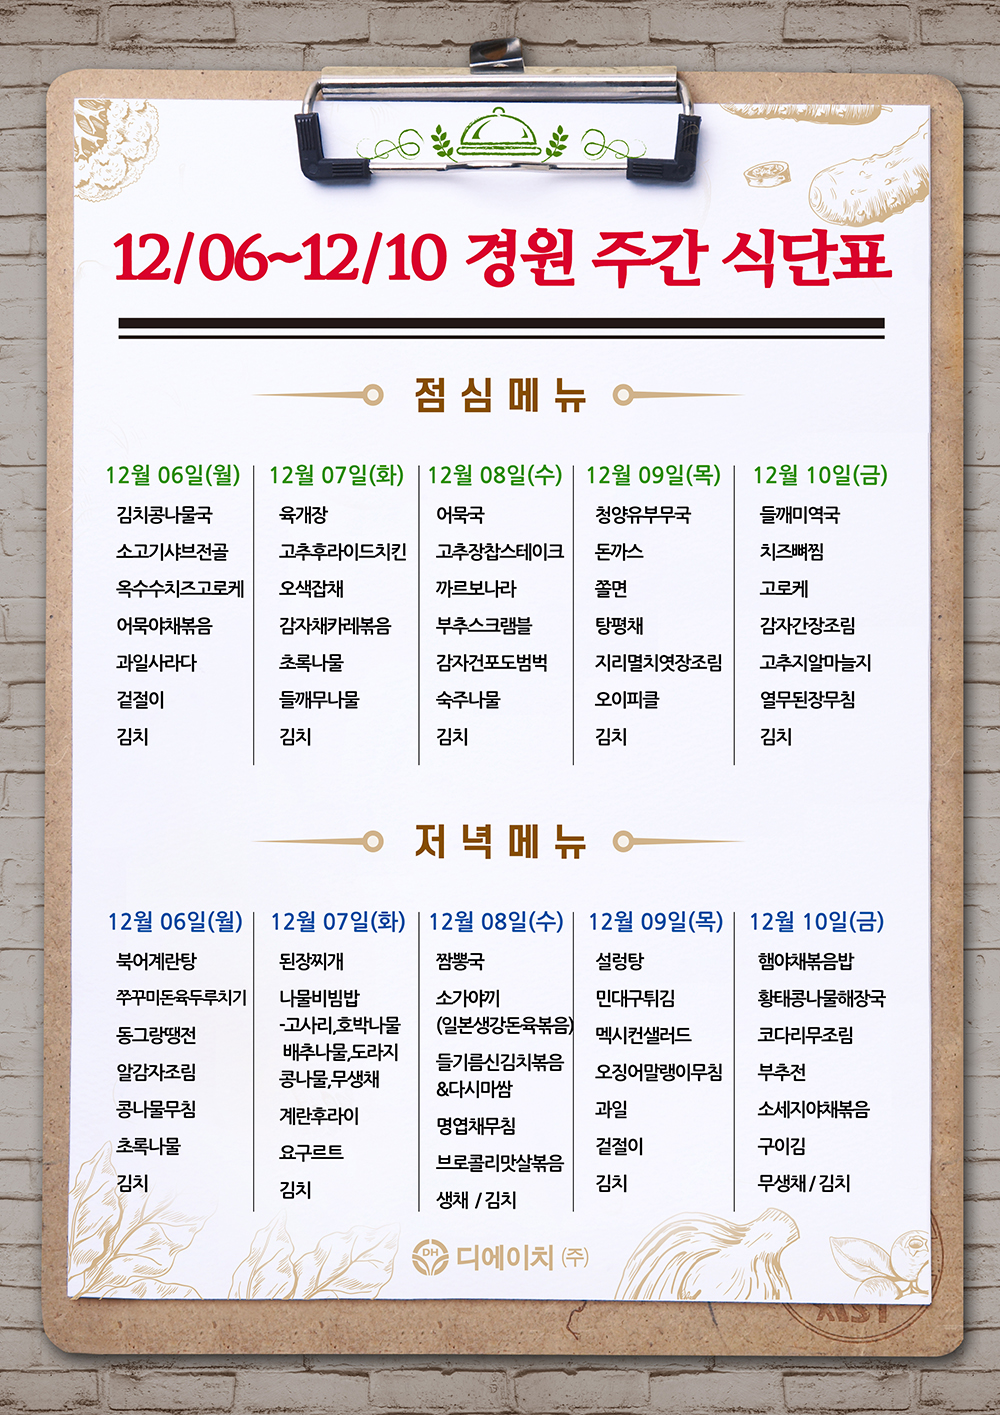 12/06~12/10 경원 주간 식단표
점심메뉴
12월 06일(월)
김치콩나물국
소고기샤브전골
옥수수치즈고로케
어묵야채볶음
과일사라다
겉절이
김치
12월 07일(화)
육개장
고추후라이드치킨
오색잡채
감자채카레볶음
초록나물
들깨무나물
김치
12월 08일(수)
어묵국
고추장찹스테이크
까르보나라
부추스크램블
감자건포도범벅
숙주나물
김치
12월 09일(목)
청양유부무국
돈까스
쫄면
탕평채
지리멸치엿장조림
오이피클
김치
12월 10일(금)
들깨미역국
치즈뼈찜
고로케
감자간장조림
고추지알마늘지
열무된장무침
김치
저녁메뉴
12월 06일(월)
북어계란탕
쭈꾸미돈육두루치기
동그랑땡전
알감자조림
콩나물무침
초록나물
김치
12월 07일(화)
된장찌개
나물비빔밥
-고사리,호박나물
배추나물,도라지
콩나물,무생채
계란후라이
요구르트
김치
12월 08일(수)
짬뽕국
소가야끼
(일본생강돈육볶음)
들기름신김치볶음
&다시마쌈
명엽채무침
브로콜리맛살볶음
생채 / 김치
12월 09일(목)
설렁탕
민대구튀김
멕시컨샐러드
오징어말랭이무침
과일
겉절이
김치
12월 10일(금)
햄야채볶음밥
황태콩나물해장국
코다리무조림
부추전
소세지야채볶음
구이김
무생채 / 김치
DH 디에이치 (주)